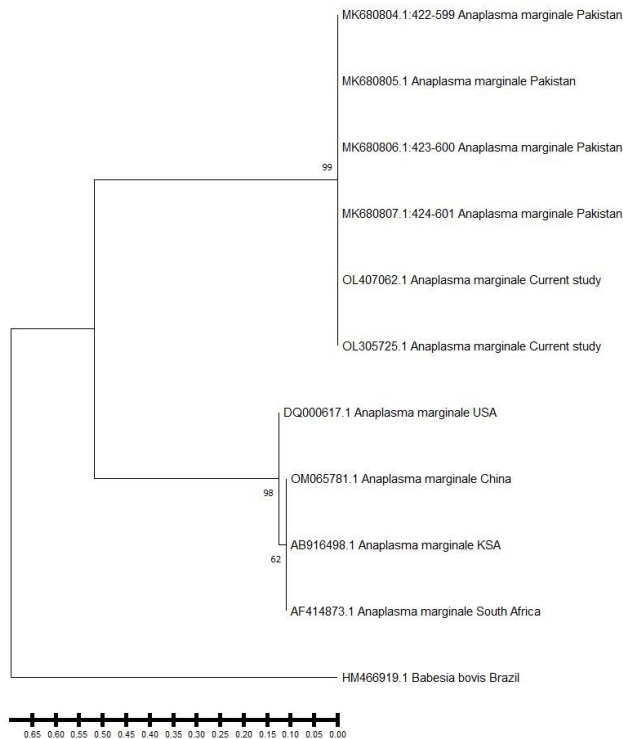 MK680804.1:422-599 Anaplasma marginale Pakistan
MK680805.1 Anaplasma marginale Pakistan
MK680806.1:423-600 Anaplasma marginale Pakistan
99
MK680807.1:424-601 Anaplasma marginale Pakistan
OL407062.1 Anaplasma marginale Current study
OL305725.1 Anaplasma marginale Current study
DQ000617.1 Anaplasma marginale USA
OM065781.1 Anaplasma marginale China
98
AB916498.1 Anaplasma marginale KSA
62
AF414873.1 Anaplasma marginale South Africa
HM466919.1 Babesia bovis Brazil
0.65 0.60 0.55 0.50 0.45 0.40 0.35 0.30 0.25 0.20 0.15 0.10 0.05 0.00